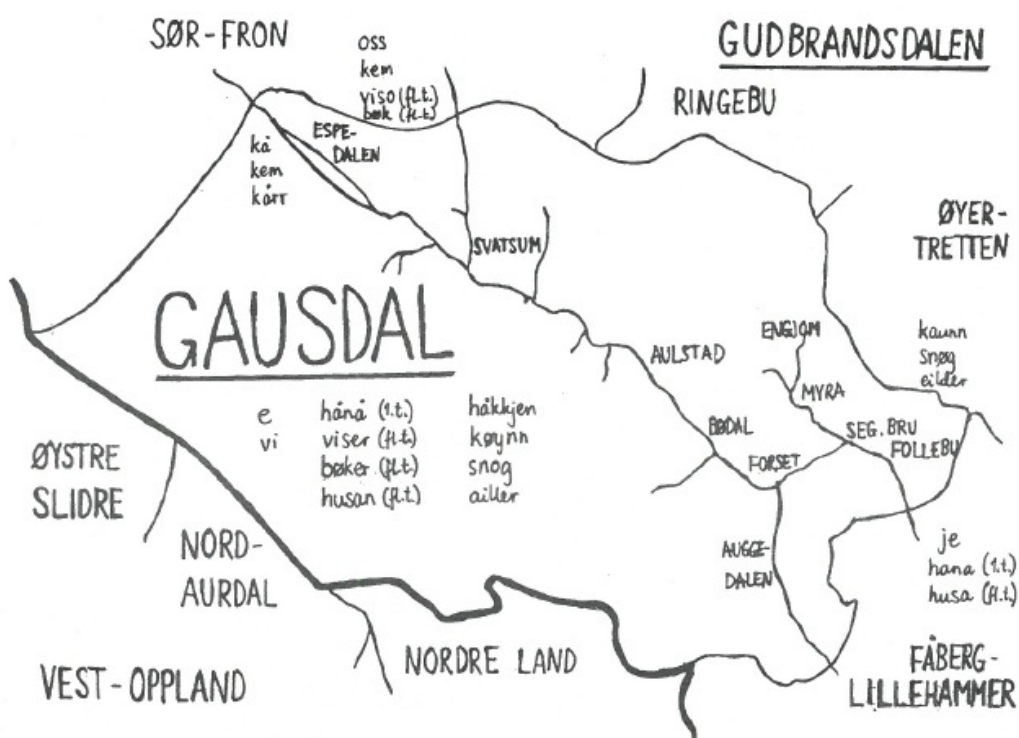 SØR-FRON
GUDBRANDSDALEN
oss
kem
viso (fl.t.)
bøk (fl.t.)
RINGEBU
ESPE-
DALEN
kå
kem
kårr
ØYER-
TRETTEN
SVATSUM
GAUSDAL
ENGJOM
kaunn
snøg
eilder
AULSTAD
MYRA
e
vi
hånå (1.t.)
viser (fl.t.)
bøker (fl.t.)
husan (fl.t.)
håkkjen
køynn
snog
ailler
BØDAL
SEG. BRU
FOLLEBU
FORSET
ØYSTRE
SLIDRE
NORD-
AURDAL
AUGGE-
DALEN
je
hana (1.t.)
husa (fl.t.)
NORDRE LAND
VEST-OPPLAND
FÅBERG-
LILLEHAMMER